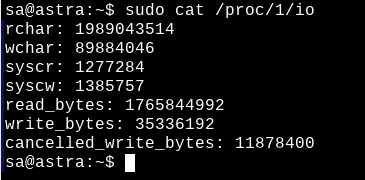 sa@astra:~$ sudo cat /proc/1/io
rchar: 1989043514
wchar: 89884046
syscr: 1277284
syscw: 1385757
read_bytes: 1765844992
write_bytes: 35336192
cancelled_write_bytes: 11878400
sa@astra:~$